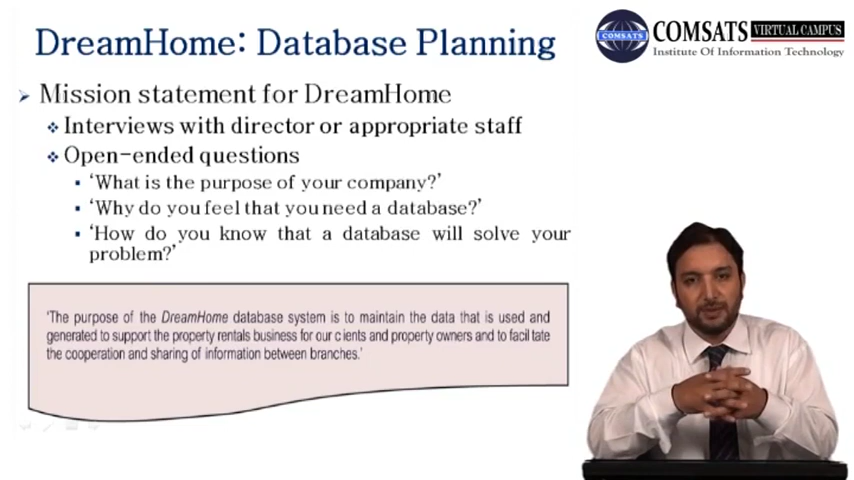 DreamHome: Database Planning
COMSATS VIRTUAL CAMPUS
COMSATS
Institute Of Information Technology
Mission statement for DreamHome
Interviews with director or appropriate staff
Open-ended questions
‘What is the purpose of your company?’
‘Why do you feel that you need a database?’
‘How do you know that a database will solve your
problem?’
‘The purpose of the DreamHome database system is to maintain the data that is used and
generated to support the property rentals business for our c ients and property owners and to facil tate
the cooperation and sharing of information between branches.’